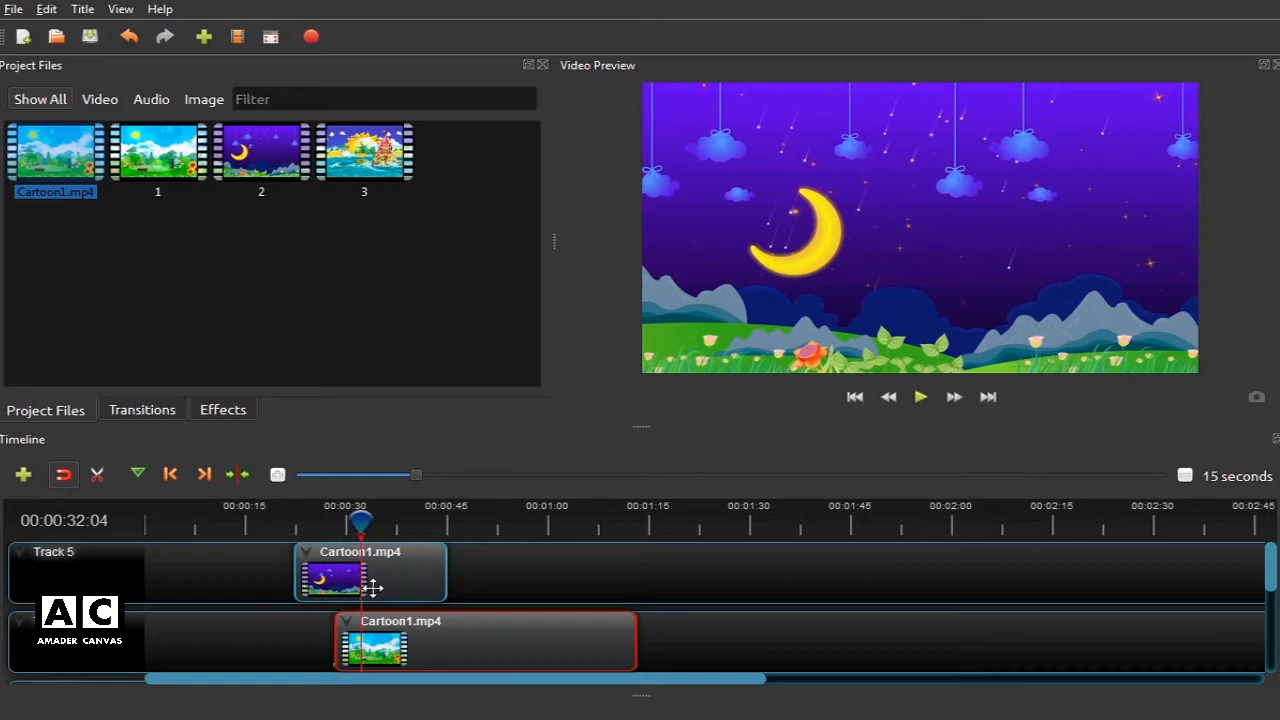 File Edit Title View Help
Project Files
Video Preview
Show All Video Audio Image Filter
Cartoon1.mp4 1 2 3
Project Files Transitions Effects
Timeline
15 seconds
00:00:32:04
00:00:15 00:00:30 00:00:45 00:01:00 00:01:15 00:01:30 00:01:45 00:02:00 00:02:15 00:02:30 00:02:45
Track 5
Cartoon1.mp4
AC
AMADER CANVAS
Cartoon1.mp4